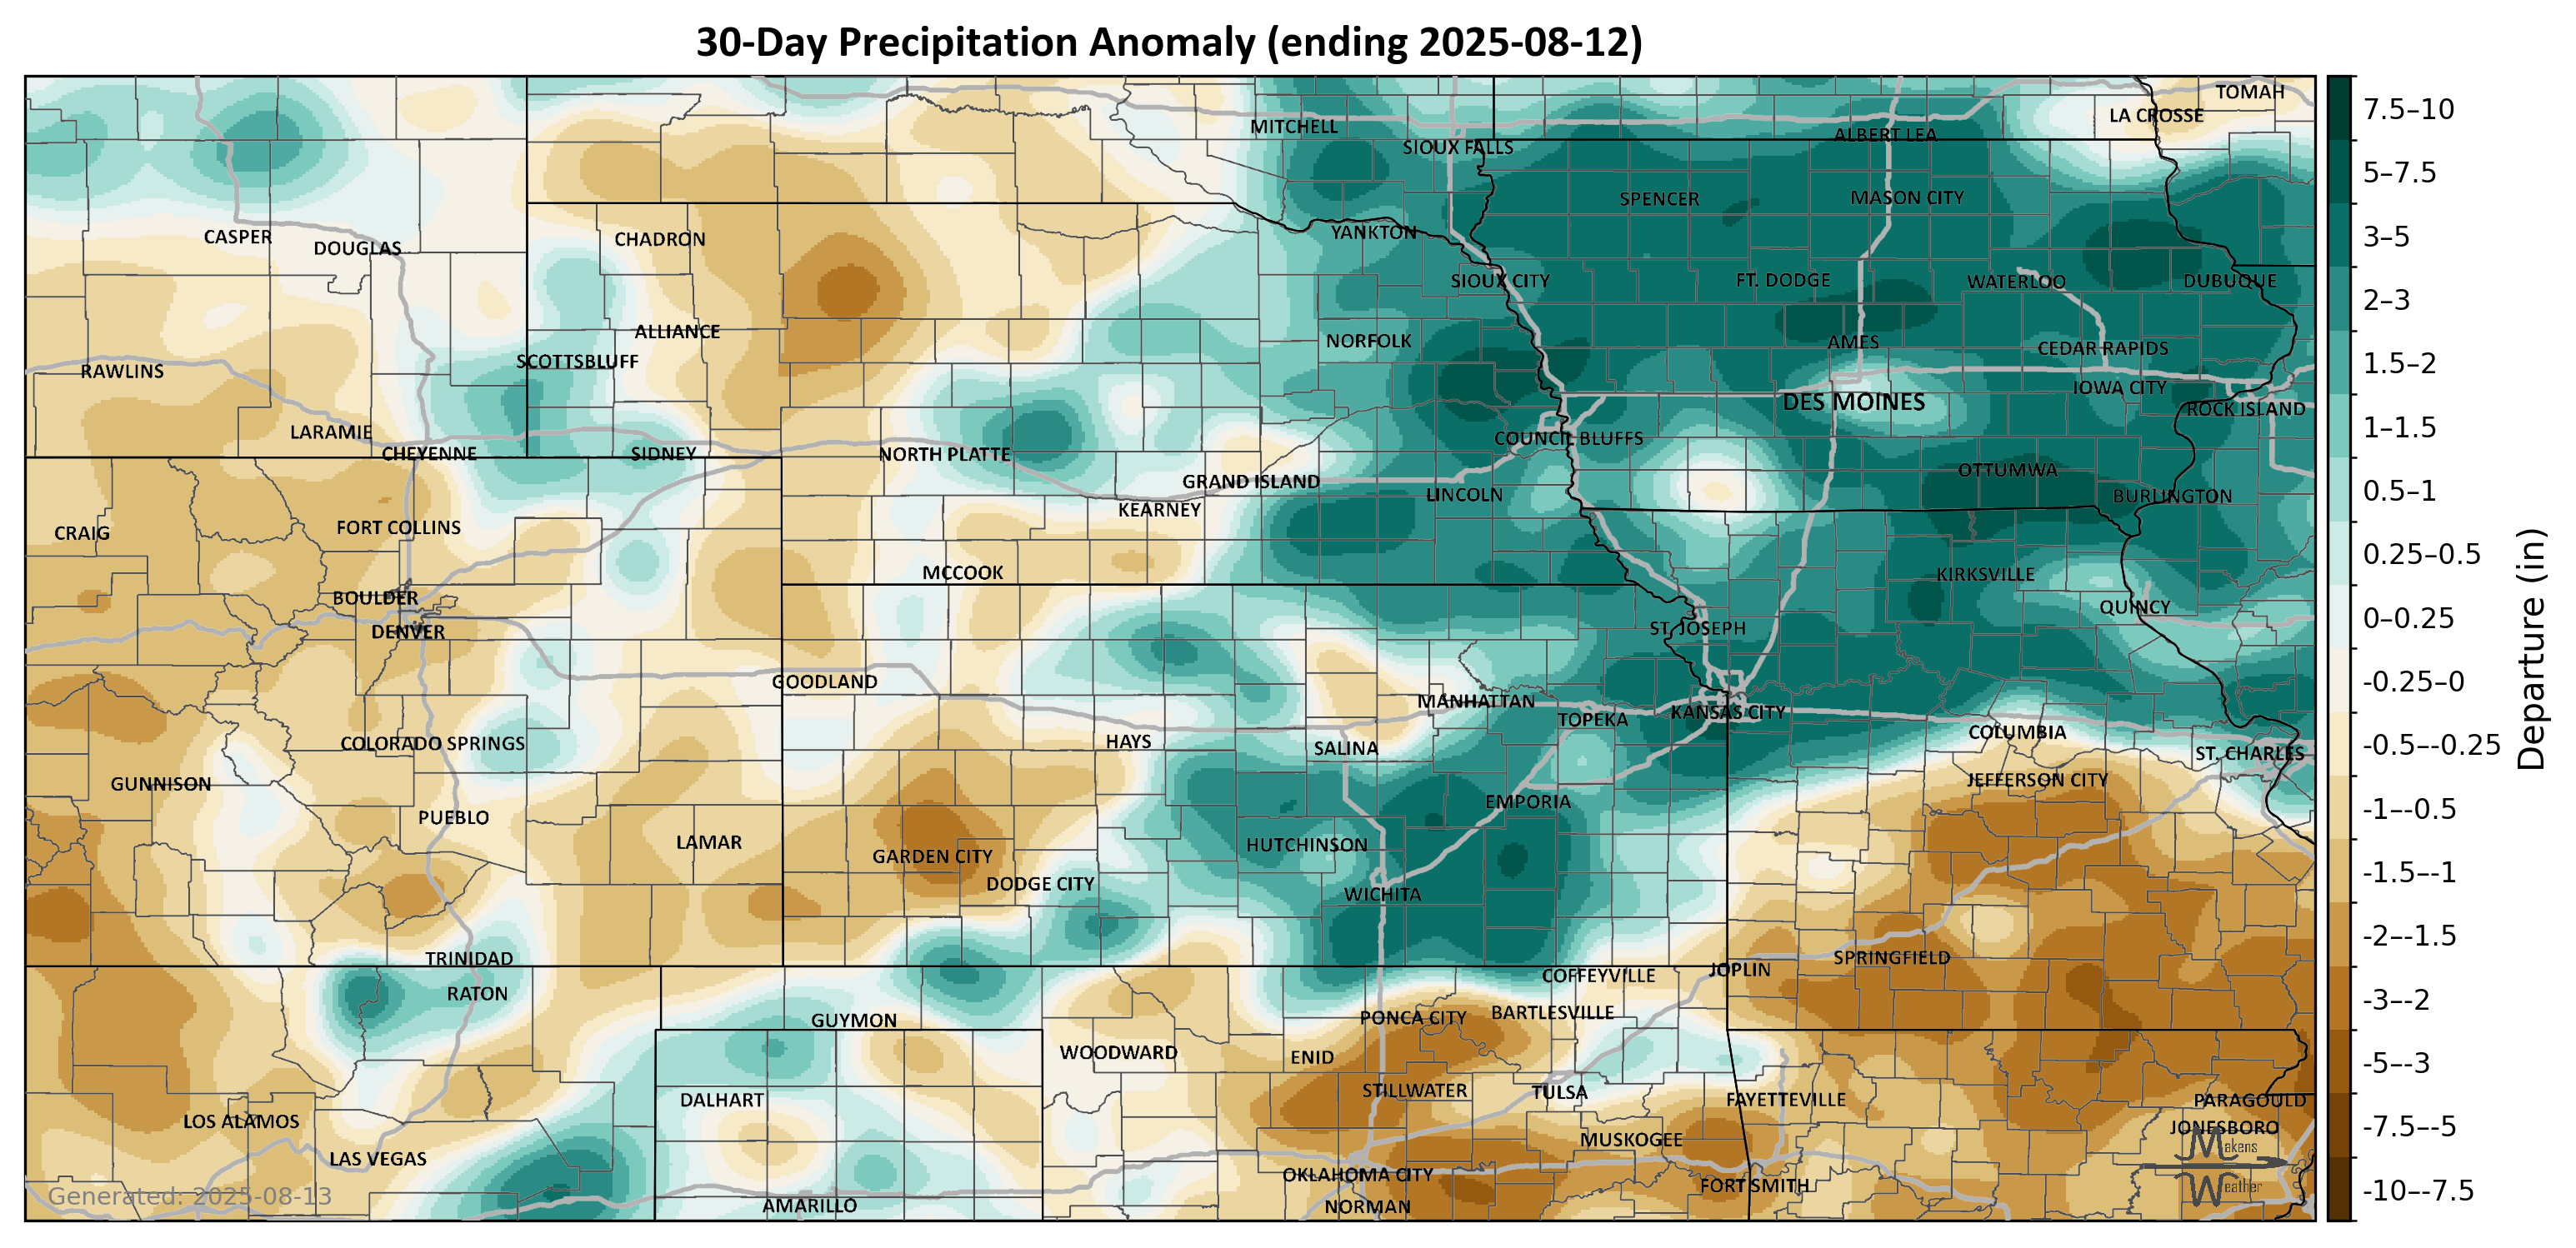 30-Day Precipitation Anomaly (ending 2025-08-12)
TOMAH
LA CROSSE
MITCHELL
ALBERT LEA
SIOUX FALLS
SPENCER
MASON CITY
CASPER
DOUGLAS
CHADRON
YANKTON
SIOUX CITY
FT. DODGE
WATERLOO
DUBUQUE
ALLIANCE
NORFOLK
AMES
CEDAR RAPIDS
SCOTTSBLUFF
RAWLINS
IOWA CITY
DES MOINES
ROCK ISLAND
LARAMIE
COUNCIL BLUFFS
CHEYENNE
SIDNEY
NORTH PLATTE
OTTUMWA
GRAND ISLAND
LINCOLN
BURLINGTON
KEARNEY
CRAIG
FORT COLLINS
MCCOOK
KIRKSVILLE
BOULDER
QUINCY
DENVER
ST. JOSEPH
GOODLAND
MANHATTAN
TOPEKA
KANSAS CITY
COLUMBIA
COLORADO SPRINGS
HAYS
SALINA
ST. CHARLES
GUNNISON
JEFFERSON CITY
PUEBLO
EMPORIA
LAMAR
GARDEN CITY
HUTCHINSON
DODGE CITY
WICHITA
TRINIDAD
SPRINGFIELD
JOPLIN
COFFEYVILLE
RATON
GUYMON
PONCA CITY
BARTLESVILLE
WOODWARD
ENID
STILLWATER
TULSA
DALHART
FAYETTEVILLE
PARAGOULD
LOS ALAMOS
JONESBORO
MUSKOGEE
LAS VEGAS
OKLAHOMA CITY
FORT SMITH
AMARILLO
NORMAN
Generated: 2025-08-13
Makens
Weather
7.5–10
5–7.5
3–5
2–3
1.5–2
1–1.5
0.5–1
0.25–0.5
0–0.25
-0.25–0
-0.5–-0.25
-1–-0.5
-1.5–-1
-2–-1.5
-3–-2
-5–-3
-7.5–-5
-10–-7.5
Departure (in)